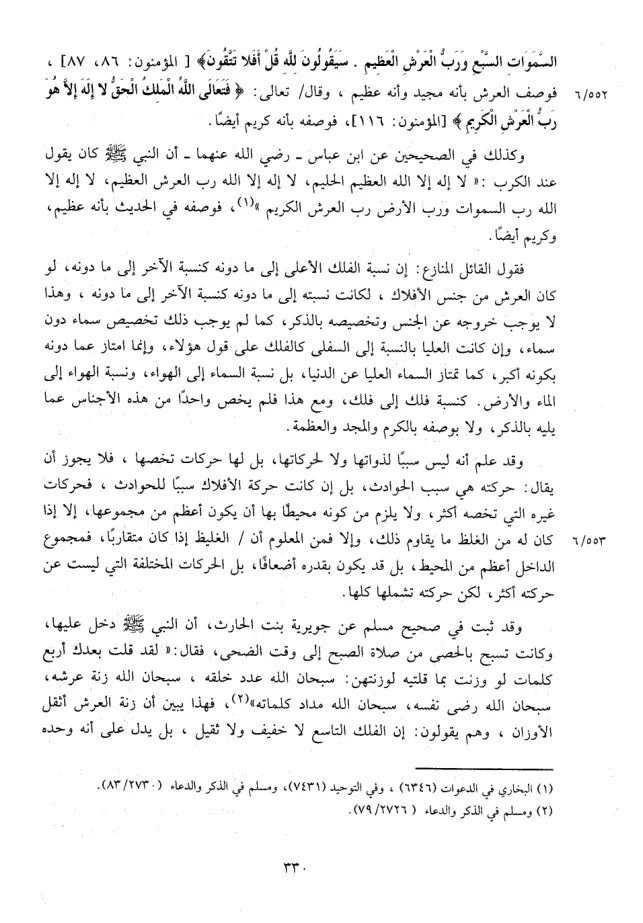 السَّمَوَاتِ السَّبْعِ وَرَبُّ الْعَرْشِ الْعَظِيمِ . سَيَقُولُونَ لِلَّهِ قُلْ أَفَلا تَتَّقُونَ﴾ [ المؤمنون: ٨٦، ٨٧] ،
فوصف العرش بأنه مجيد وأنه عظيم ، وقال/ تعالى: ﴿ فَتَعَالَى اللَّهُ الْمَلِكُ الْحَقُّ لا إِلَهَ إِلاَّ هُوَ
٦/٥٥٢
رَبُّ الْعَرْشِ الْكَرِيمِ ﴾ [المؤمنون: ١١٦]، فوصفه بأنه كريم أيضًا.
وكذلك في الصحيحين عن ابن عباس ـ رضي الله عنهما ـ أن النبي ﷺ كان يقول
عند الكرب :« لا إله إلا الله العظيم الحليم، لا إله إلا الله رب العرش العظيم، لا إله إلا
الله رب السموات ورب الأرض رب العرش الكريم »(١)، فوصفه في الحديث بأنه عظيم،
وكريم أيضًا.
فقول القائل المنازع: إن نسبة الفلك الأعلى إلى ما دونه كنسبة الآخر إلى ما دونه، لو
كان العرش من جنس الأفلاك ، لكانت نسبته إلى ما دونه كنسبة الآخر إلى ما دونه ، وهذا
لا يوجب خروجه عن الجنس وتخصيصه بالذكر، كما لم يوجب ذلك تخصيص سماء دون
سماء، وإن كانت العليا بالنسبة إلى السفلى كالفلك على قول هؤلاء، وإنما امتاز عما دونه
بكونه أكبر، كما تمتاز السماء العليا عن الدنيا، بل نسبة السماء إلى الهواء، ونسبة الهواء إلى
الماء والأرض. كنسبة فلك إلى فلك، ومع هذا فلم يخص واحدًا من هذه الأجناس عما
يليه بالذكر، ولا بوصفه بالكرم والمجد والعظمة.
وقد علم أنه ليس سببًا لذواتها ولا لحركاتها، بل لها حركات تخصها ، فلا يجوز أن
يقال: حركته هي سبب الحوادث، بل إن كانت حركة الأفلاك سببًا للحوادث ، فحركات
غيره التي تخصه أكثر، ولا يلزم من كونه محيطًا بها أن يكون أعظم من مجموعها، إلا إذا
كان له من الغلظ ما يقاوم ذلك، وإلا فمن المعلوم أن / الغليظ إذا كان متقاربًا، فمجموع
٦/٥٥٣
الداخل أعظم من المحيط، بل قد يكون بقدره أضعافًا، بل الحركات المختلفة التي ليست عن
حركته أكثر، لكن حركته تشملها كلها.
وقد ثبت في صحيح مسلم عن جويرية بنت الحارث، أن النبي ﷺ دخل عليها،
وكانت تسبح بالحصى من صلاة الصبح إلى وقت الضحى، فقال:« لقد قلت بعدك أربع
كلمات لو وزنت بما قلتيه لوزنتهن: سبحان الله عدد خلقه ، سبحان الله زنة عرشه،
سبحان الله رضى نفسه، سبحان الله مداد كلماته»(٢)، فهذا يبين أن زنة العرش أثقل
الأوزان ، وهم يقولون: إن الفلك التاسع لا خفيف ولا ثقيل ، بل يدل على أنه وحده
(١) البخاري في الدعوات (٦٣٤٦) ، وفي التوحيد (٧٤٣١)، ومسلم في الذكر والدعاء (٨٣/٢٧٣٠).
(٢) ومسلم في الذكر والدعاء ( ٧٩/٢٧٢٦).
٣٣٠